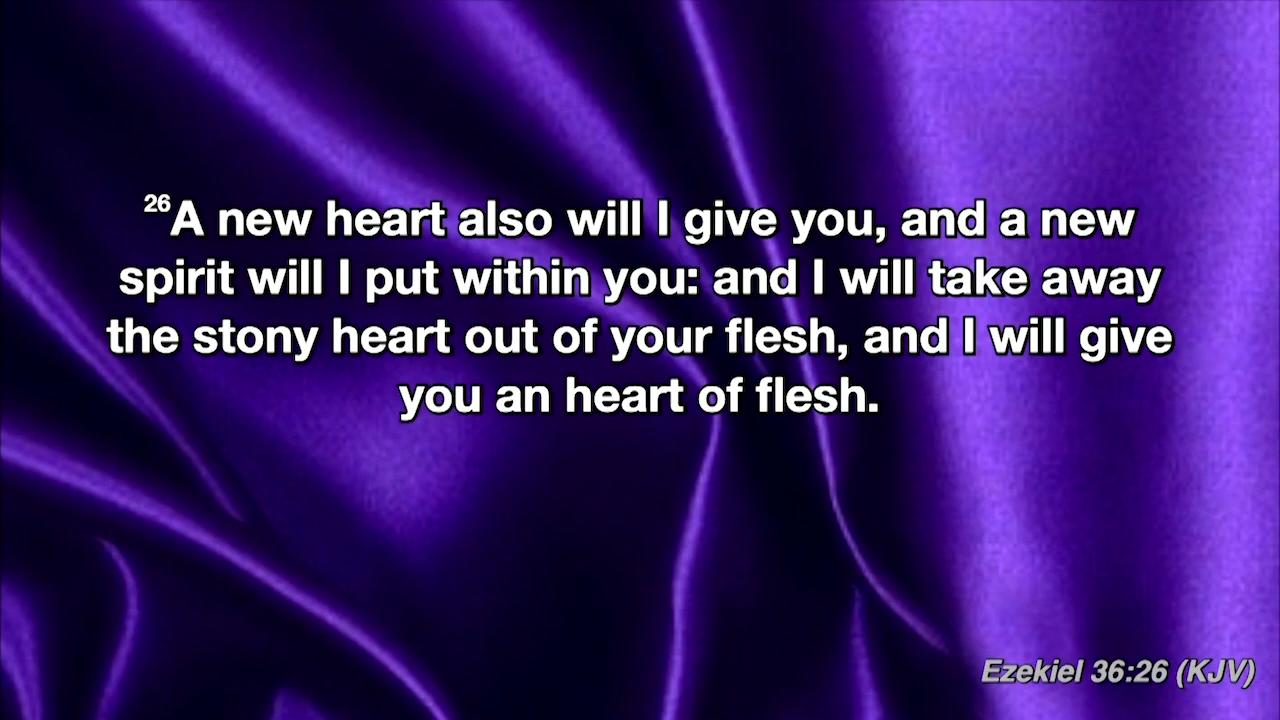 26A new heart also will I give you, and a new
spirit will I put within you: and I will take away
the stony heart out of your flesh, and I will give
you an heart of flesh.
Ezekiel 36:26 (KJV)